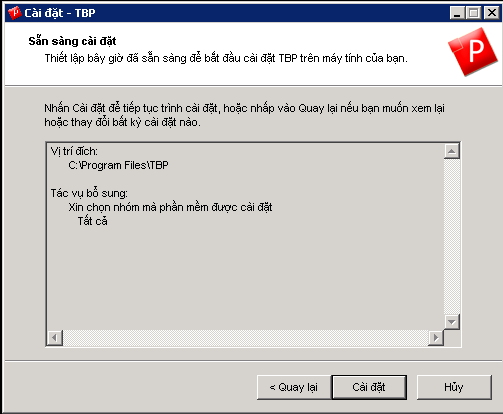 Cài đặt - TBP
Sẵn sàng cài đặt
Thiết lập bây giờ đã sẵn sàng để bắt đầu cài đặt TBP trên máy tính của bạn.
P
Nhấn Cài đặt để tiếp tục trình cài đặt, hoặc nhấp vào Quay lại nếu bạn muốn xem lại
hoặc thay đổi bất kỳ cài đặt nào.
Vị trí đích:
C:\Program Files\TBP
Tác vụ bổ sung:
Xin chọn nhóm mà phần mềm được cài đặt
Tất cả
< Quay lại
Cài đặt
Hủy